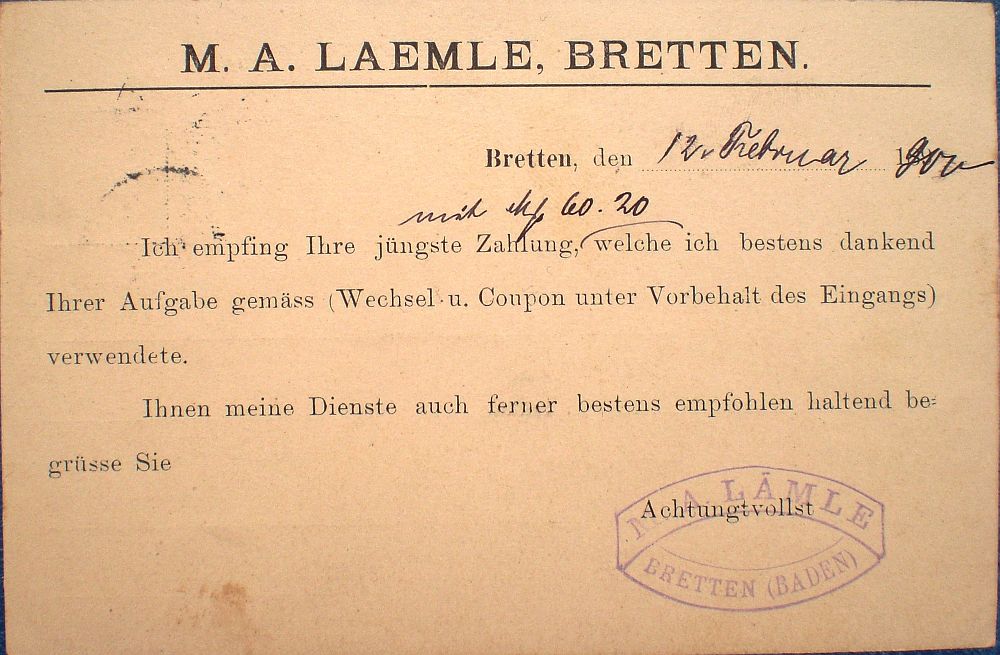 M. A. LAEMLE, BRETTEN.
Bretten, den 12. Februar 1900
mit M 60.20
Ich empfing Ihre jüngste Zahlung, welche ich bestens dankend
Ihrer Aufgabe gemäss (Wechsel u. Coupon unter Vorbehalt des Eingangs)
verwendete.
Ihnen meine Dienste auch ferner bestens empfohlen haltend be=
grüsse Sie
Achtungtvollst
M. A. LÄMLE
BRETTEN (BADEN)